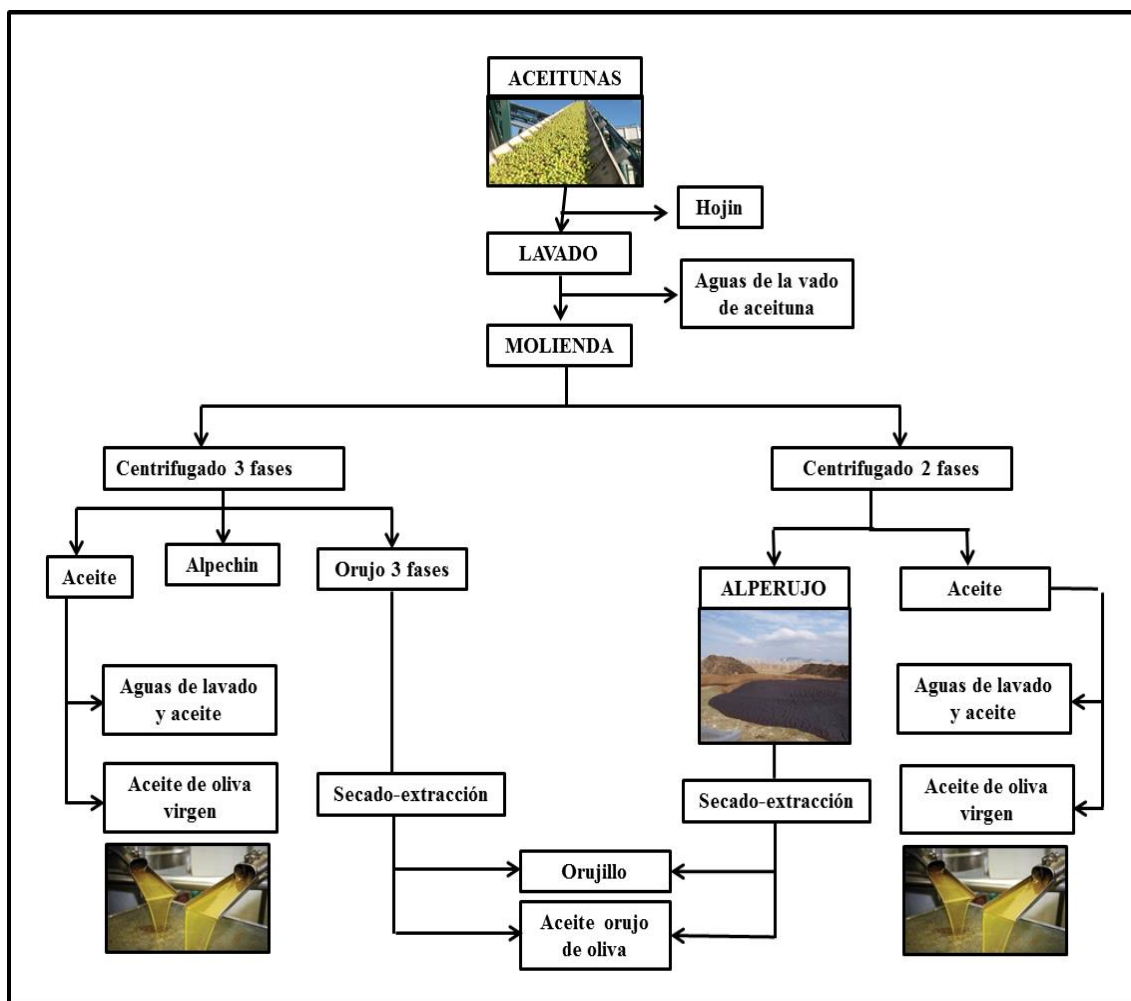 ACEITUNAS
Hojin
LAVADO
Aguas de la vado
de aceituna
MOLIENDA
Centrifugado 3 fases
Centrifugado 2 fases
Aceite
Alpechin
Orujo 3 fases
ALPERUJO
Aceite
Aguas de lavado
y aceite
Aguas de lavado
y aceite
Aceite de oliva
virgen
Secado-extracción
Secado-extracción
Aceite de oliva
virgen
Orujillo
Aceite orujo
de oliva